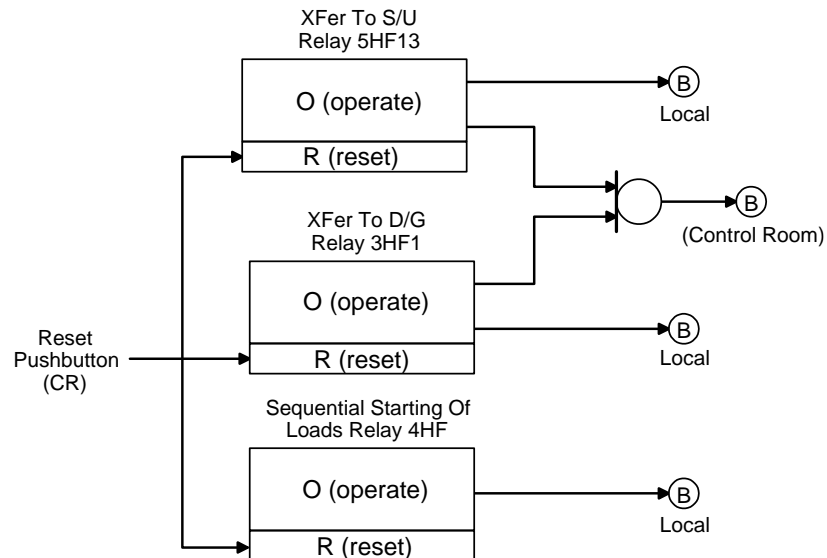 XFer To S/U
Relay 5HF13
O (operate)
R (reset)
B
Local
B
(Control Room)
XFer To D/G
Relay 3HF1
O (operate)
R (reset)
B
Local
Reset
Pushbutton
(CR)
Sequential Starting Of
Loads Relay 4HF
O (operate)
R (reset)
B
Local